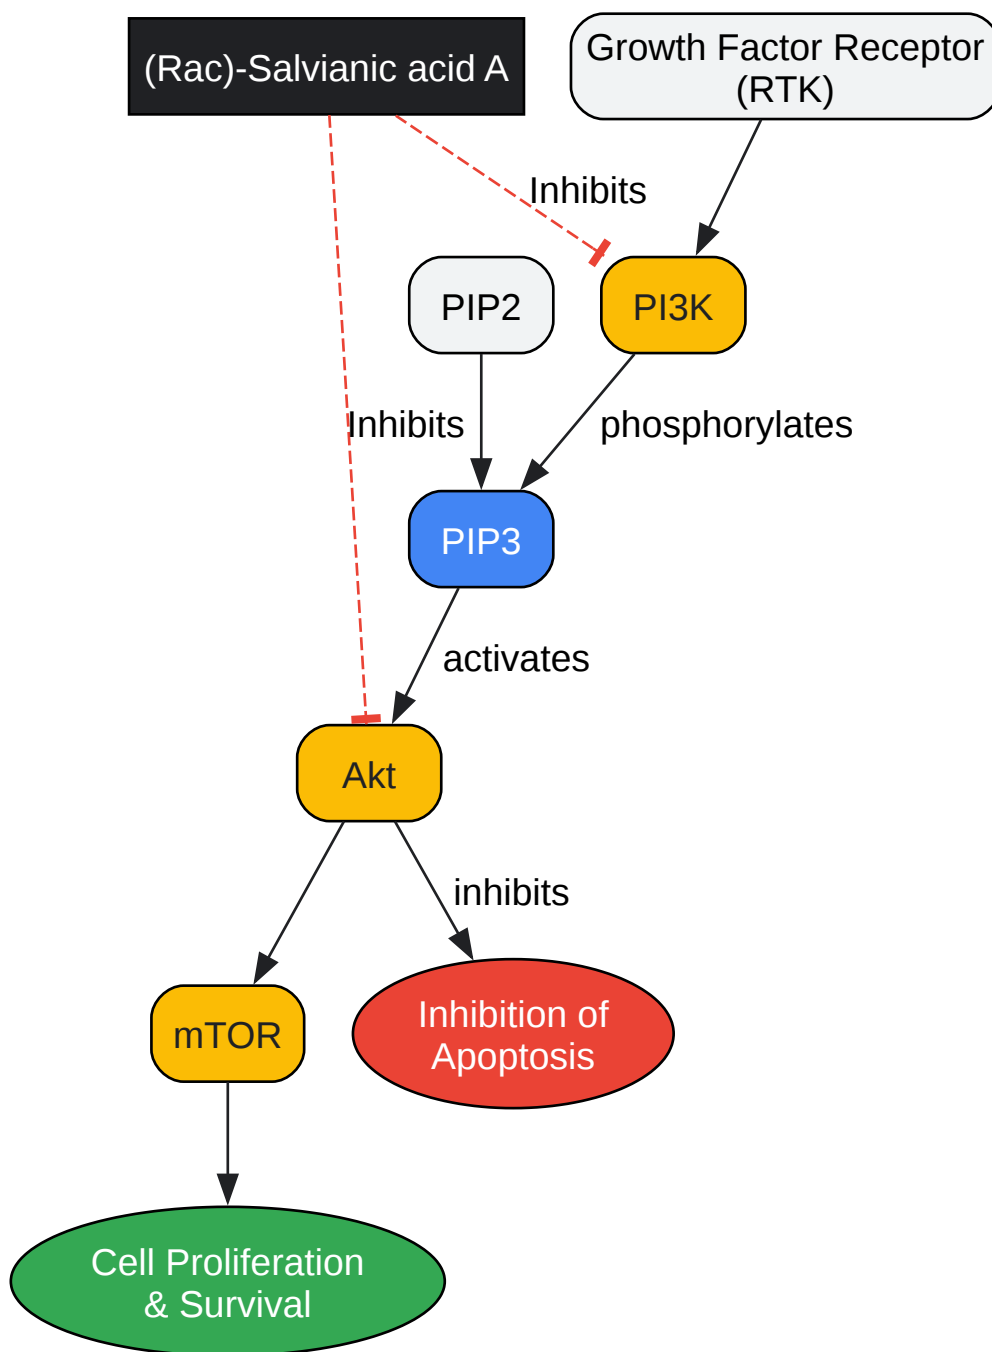 (Rac)-Salvianic acid A
Growth Factor Receptor
(RTK)
Inhibits
PIP2
PI3K
Inhibits
phosphorylates
PIP3
activates
Akt
inhibits
mTOR
Inhibition of
Apoptosis
Cell Proliferation
& Survival